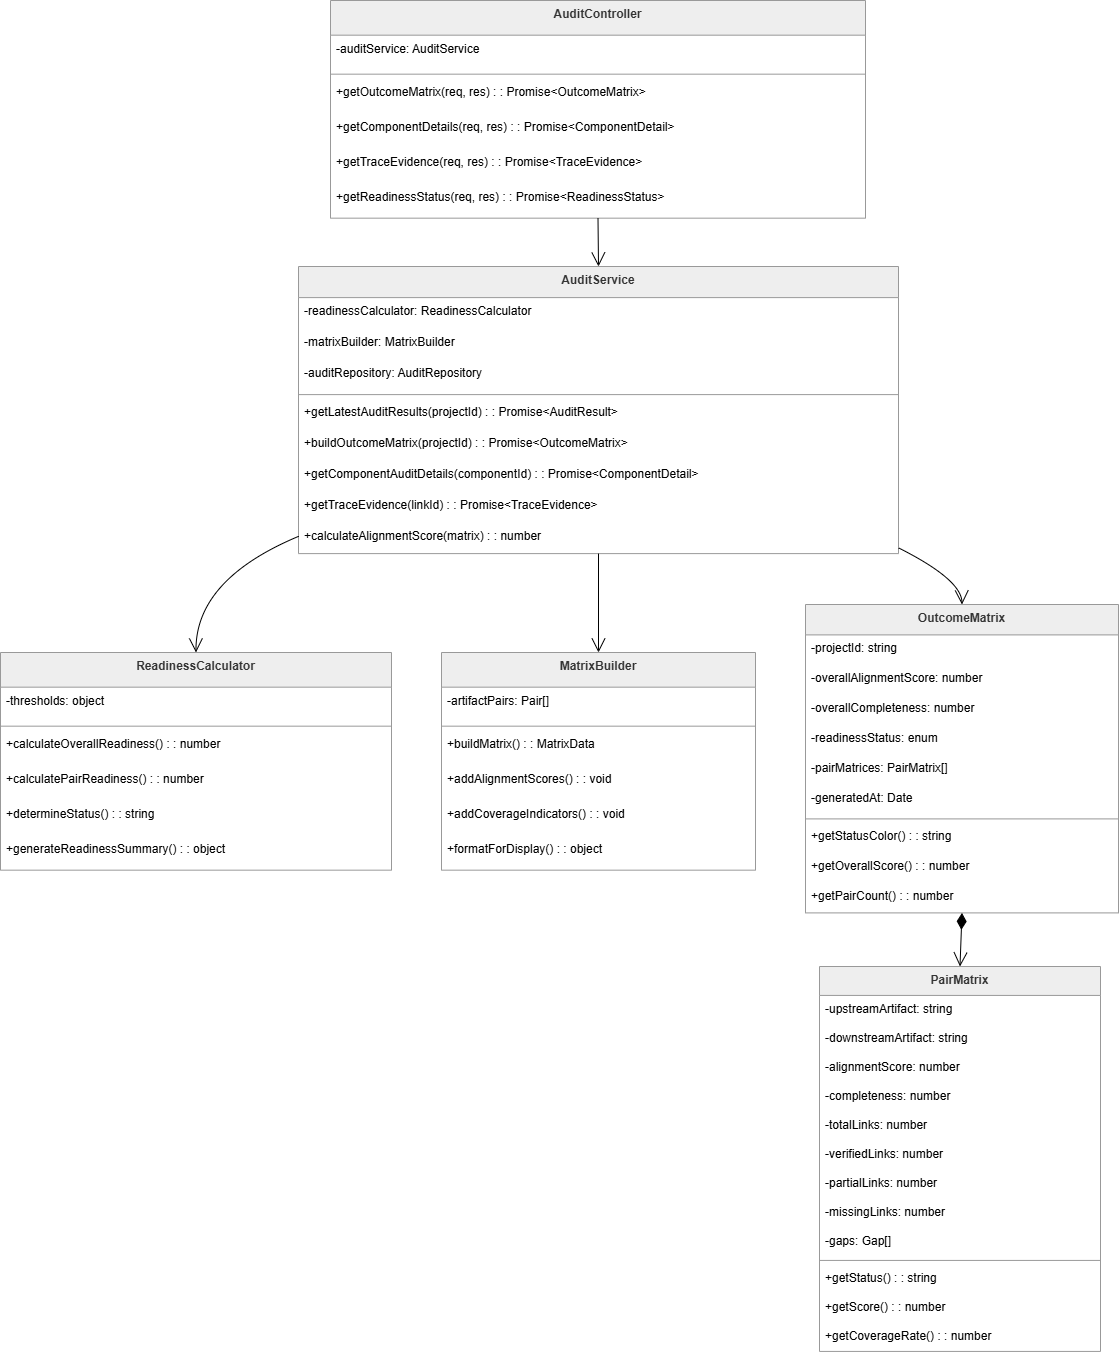 AuditController
-auditService: AuditService
+getOutcomeMatrix(req, res) : : Promise<OutcomeMatrix>
+getComponentDetails(req, res) : : Promise<ComponentDetail>
+getTraceEvidence(req, res) : : Promise<TraceEvidence>
+getReadinessStatus(req, res) : : Promise<ReadinessStatus>
AuditService
-readinessCalculator: ReadinessCalculator
-matrixBuilder: MatrixBuilder
-auditRepository: AuditRepository
+getLatestAuditResults(projectId) : : Promise<AuditResult>
+buildOutcomeMatrix(projectId) : : Promise<OutcomeMatrix>
+getComponentAuditDetails(componentId) : : Promise<ComponentDetail>
+getTraceEvidence(linkId) : : Promise<TraceEvidence>
+calculateAlignmentScore(matrix) : : number
ReadinessCalculator
-thresholds: object
+calculateOverallReadiness() : : number
+calculatePairReadiness() : : number
+determineStatus() : : string
+generateReadinessSummary() : : object
MatrixBuilder
-artifactPairs: Pair[]
+buildMatrix() : : MatrixData
+addAlignmentScores() : : void
+addCoverageIndicators() : : void
+formatForDisplay() : : object
OutcomeMatrix
-projectId: string
-overallAlignmentScore: number
-overallCompleteness: number
-readinessStatus: enum
-pairMatrices: PairMatrix[]
-generatedAt: Date
+getStatusColor() : : string
+getOverallScore() : : number
+getPairCount() : : number
PairMatrix
-upstreamArtifact: string
-downstreamArtifact: string
-alignmentScore: number
-completeness: number
-totalLinks: number
-verifiedLinks: number
-partialLinks: number
-missingLinks: number
-gaps: Gap[]
+getStatus() : : string
+getScore() : : number
+getCoverageRate() : : number